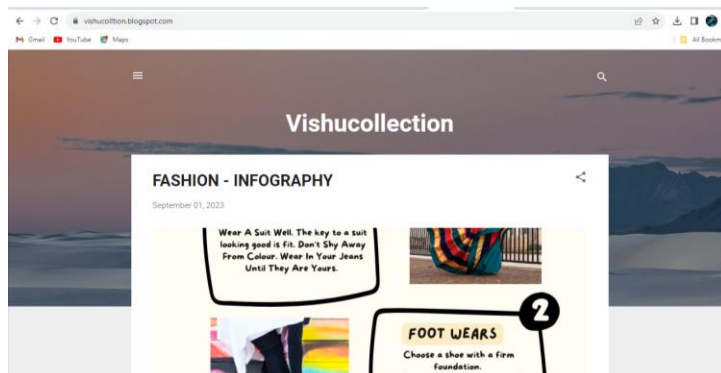 vishucolltion.blogspot.com
Gmail YouTube Maps All Bookm
Vishucollection
FASHION - INFOGRAPHY
September 01, 2023
Wear A Suit Well. The key to a suit
looking good is fit. Don't Shy Away
From Colour. Wear In Your Jeans
Until They Are Yours.
2
FOOT WEARS
Choose a shoe with a firm
foundation.